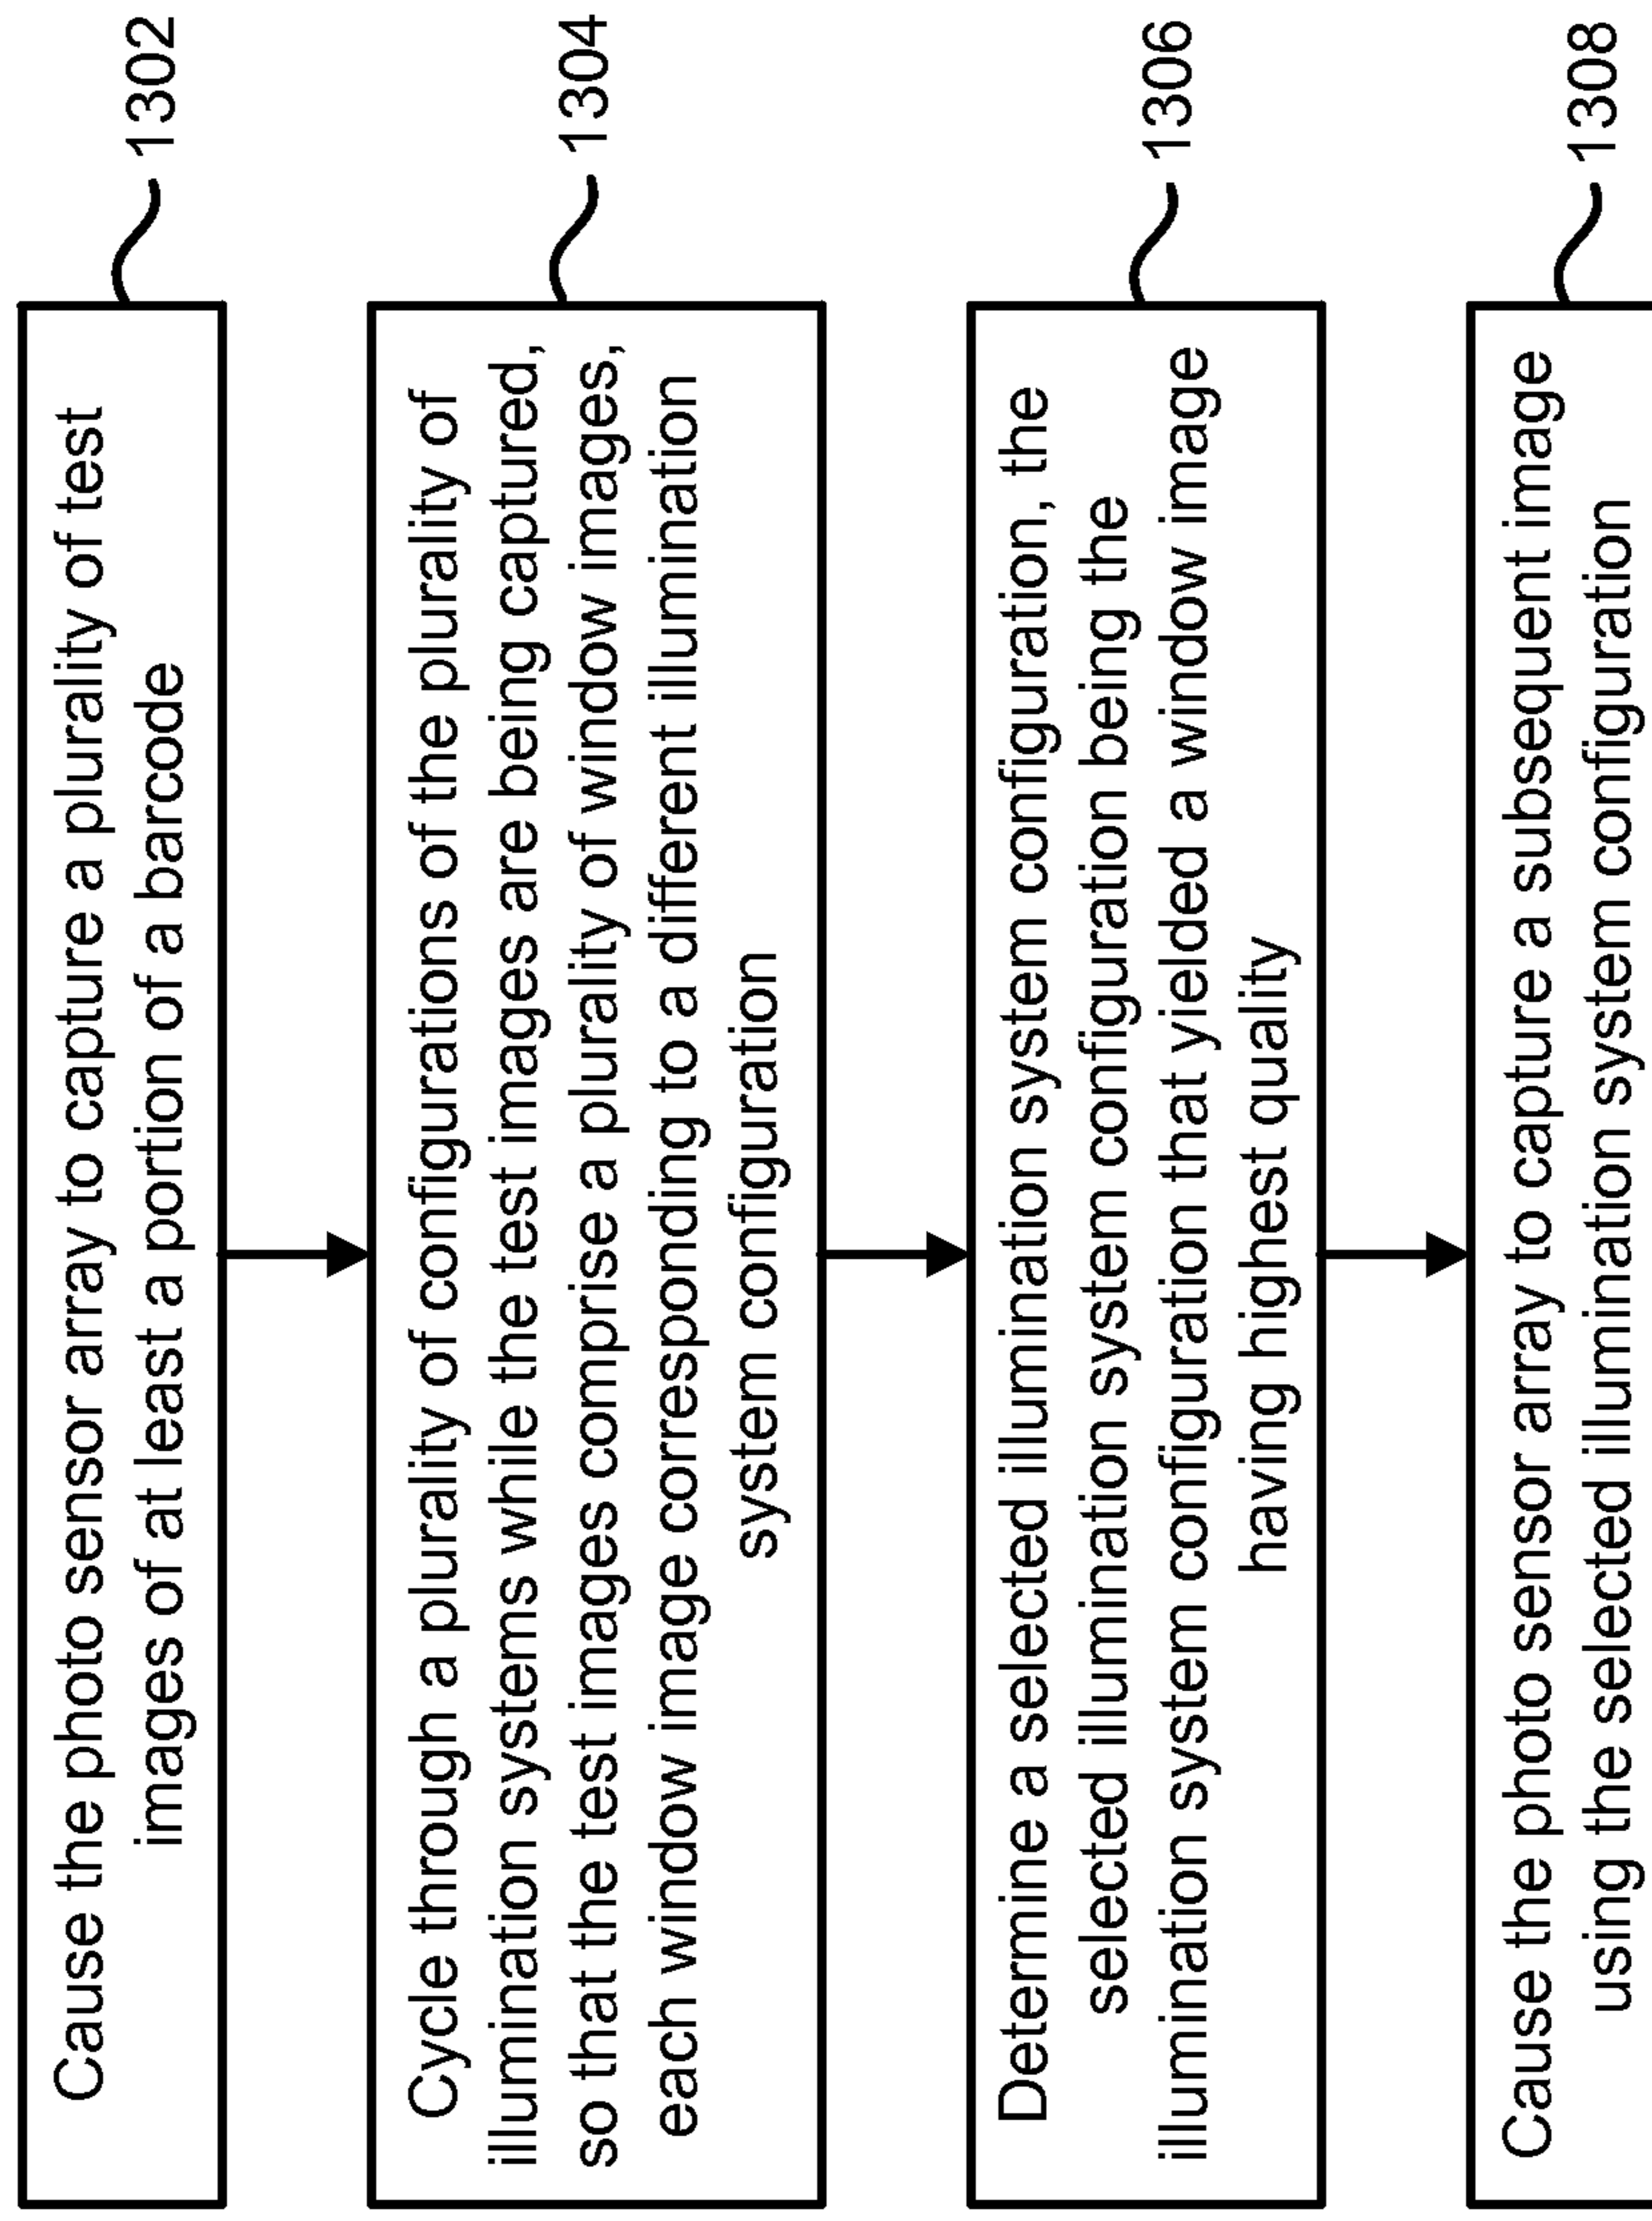 Cause the photo sensor array to capture a plurality of test
images of at least a portion of a barcode
1302
Cycle through a plurality of configurations of the plurality of
illumination systems while the test images are being captured,
so that the test images comprise a plurality of window images,
each window image corresponding to a different illumination
system configuration
1304
Determine a selected illumination system configuration, the
selected illumination system configuration being the
illumination system configuration that yielded a window image
having highest quality
1306
Cause the photo sensor array to capture a subsequent image
using the selected illumination system configuration
1308